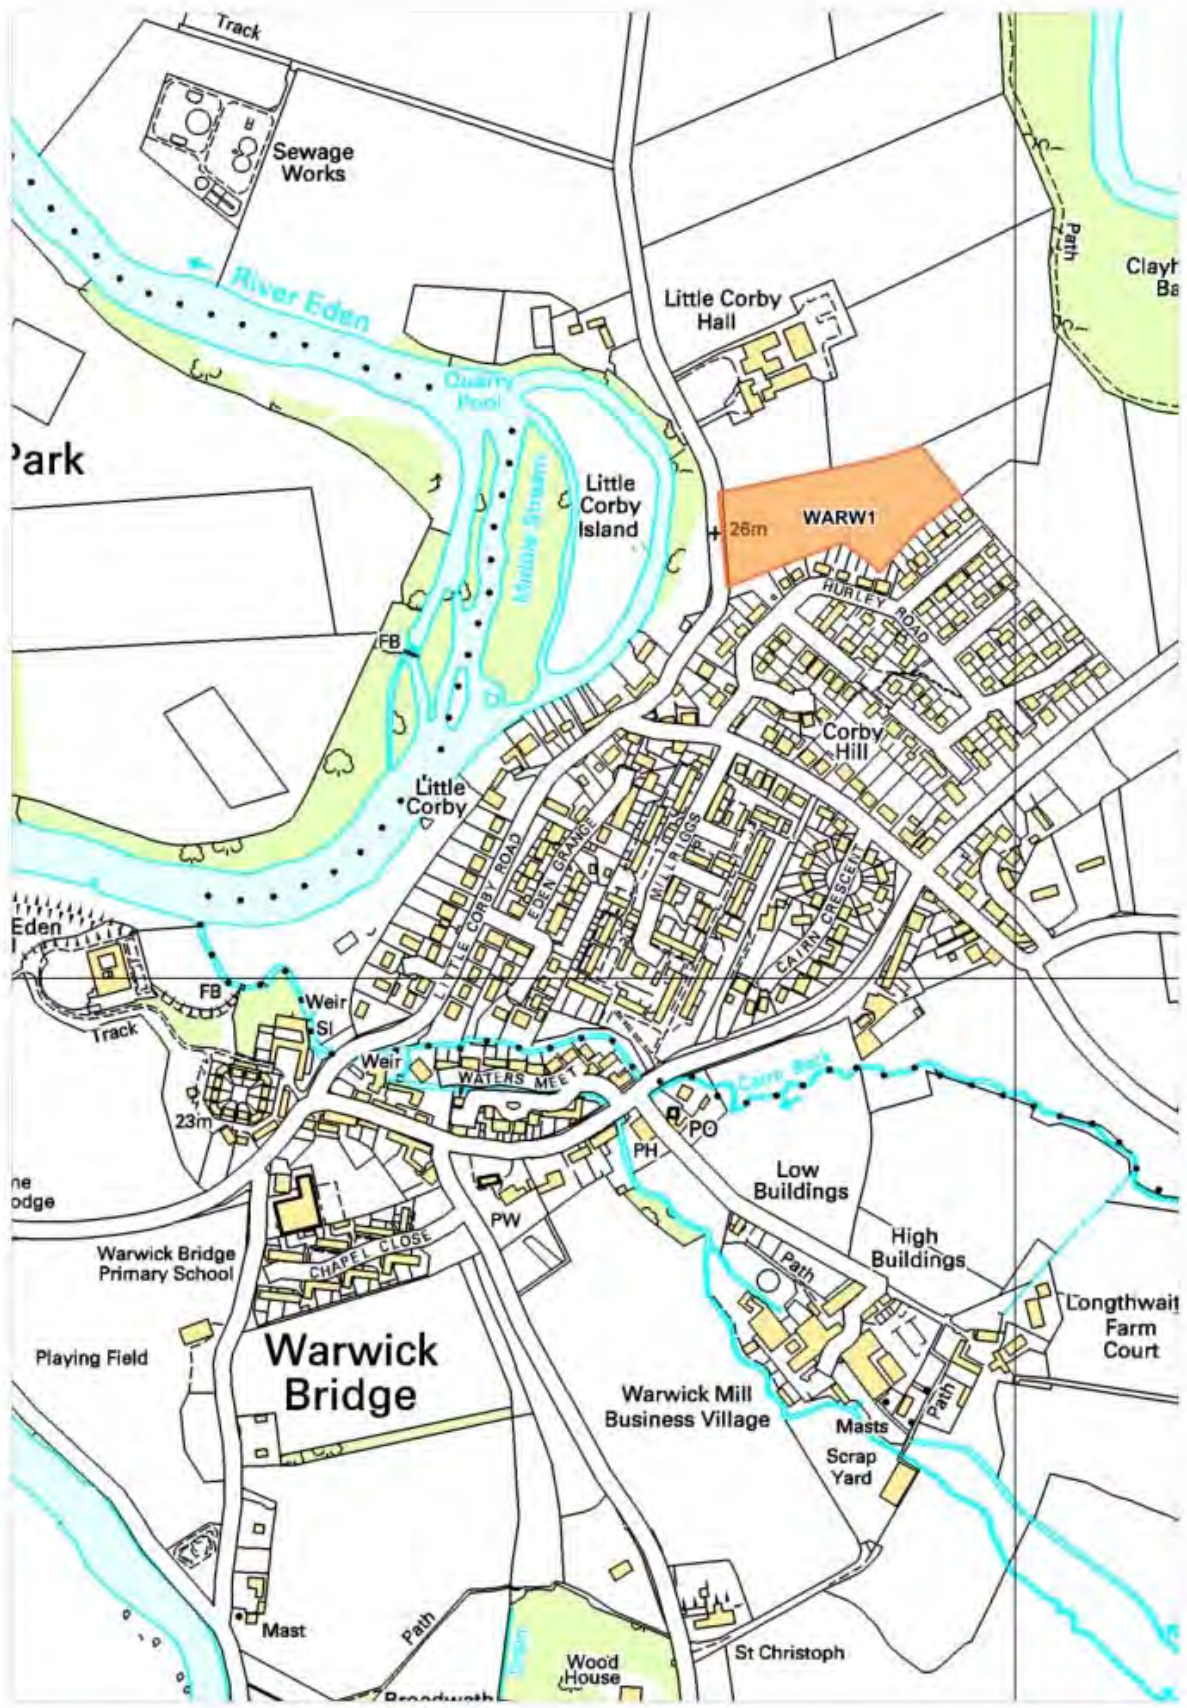 Track
Sewage
Works
River Eden
Path
Little Corby
Hall
Quarry
Pool
Park
Little
Corby
Island
Middle Stream
WARW1
26m
HURLEY ROAD
FB
Corby
Hill
Little
Corby
LITTLE CORBY ROAD
EDEN GRANGE
MILLRIGGS
CAIRN CRESCENT
Eden
FB
Weir
Sl
Track
Weir
WATERS MEET
Cairn Beck
23m
PO
PH
Low
Buildings
PW
High
Buildings
CHAPEL CLOSE
Warwick Bridge
Primary School
Path
Longthwait
Farm
Court
Playing Field
Warwick
Bridge
Warwick Mill
Business Village
Path
Masts
Scrap
Yard
Mast
Path
St Christoph
Wood
House
Broadwath